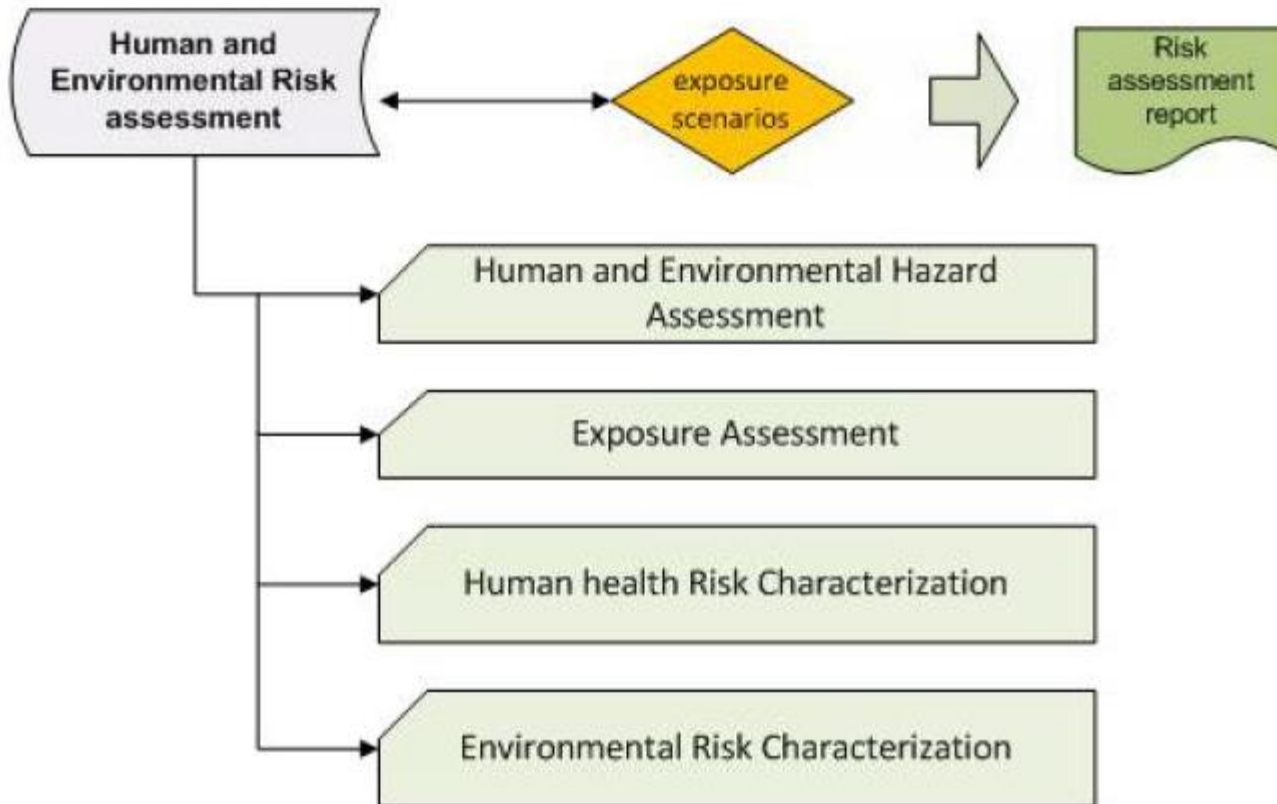 Human and
Environmental Risk
assessment
exposure
scenarios
Risk
assessment
report
Human and Environmental Hazard
Assessment
Exposure Assessment
Human health Risk Characterization
Environmental Risk Characterization